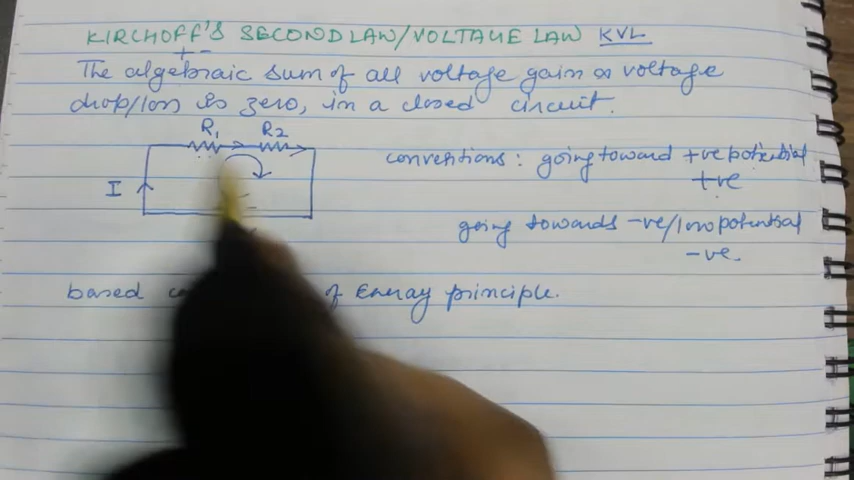 KIRCHOFF'S SECOND LAW/VOLTAUE LAW KVL
+ -
The algebraic sum of all voltage gain or voltage
drop/loss is zero, in a closed circuit.
R1 R2
I
conventions: going toward +ve potential
+ve
going towards -ve/low potential
-ve.
based of Energy principle.